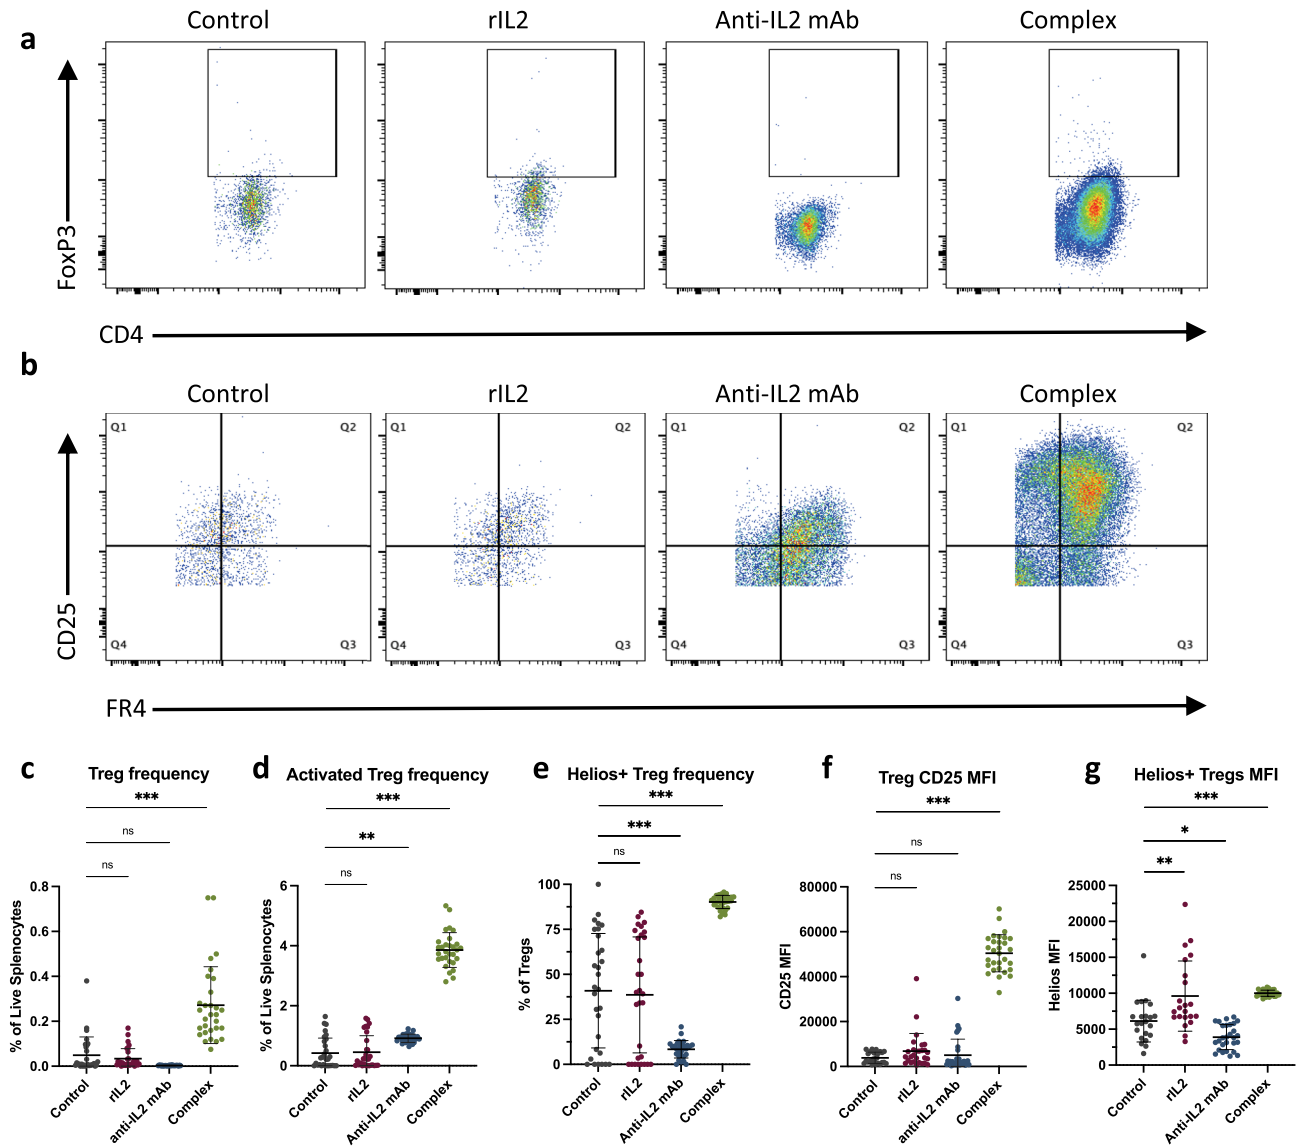 a
Control
rIL2
Anti-IL2 mAb
Complex
FoxP3
CD4
b
Control
rIL2
Anti-IL2 mAb
Complex
Q1 Q2
Q4 Q3
Q1 Q2
Q4 Q3
Q1 Q2
Q4 Q3
Q1 Q2
Q4 Q3
CD25
FR4
c
Treg frequency
***
ns
ns
% of Live Splenocytes
0.8
0.6
0.4
0.2
0.0
Control
rIL2
anti-IL2 mAb
Complex
d
Activated Treg frequency
***
**
ns
% of Live Splenocytes
6
4
2
0
Control
rIL2
Anti-IL2 mAb
Complex
e
Helios+ Treg frequency
***
***
ns
% of Tregs
100
75
50
25
0
Control
rIL2
Anti-IL2 mAb
Complex
f
Treg CD25 MFI
***
ns
ns
CD25 MFI
80000
60000
40000
20000
0
Control
rIL2
anti-IL2 mAb
Complex
g
Helios+ Tregs MFI
***
*
**
Helios MFI
25000
20000
15000
10000
5000
0
Control
rIL2
Anti-IL2 mAb
Complex